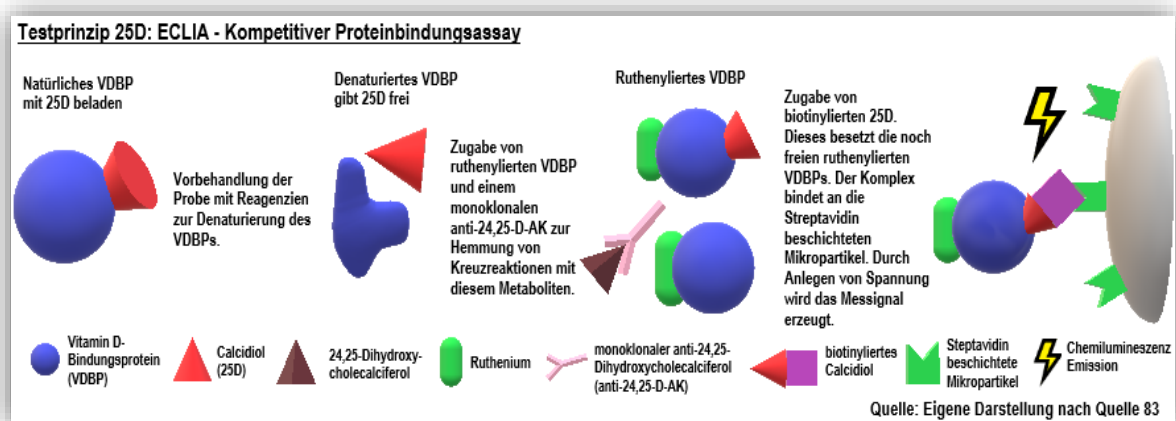 Testprinzip 25D: ECLIA - Kompetitiver Proteinbindungsassay
Natürliches VDBP
mit 25D beladen
Vorbehandlung der
Probe mit Reagenzien
zur Denaturierung des
VDBPs.
Denaturiertes VDBP
gibt 25D frei
Zugabe von
ruthenylierten VDBP
und einem
monoklonalen
anti-24,25-D-AK zur
Hemmung von
Kreuzreaktionen mit
diesem Metaboliten.
Ruthenyliertes VDBP
Zugabe von
biotinylierten 25D.
Dieses besetzt die noch
freien ruthenylierten
VDBPs. Der Komplex
bindet an die
Streptavidin
beschichteten
Mikropartikel. Durch
Anlegen von Spannung
wird das Messignal
erzeugt.
Vitamin D-
Bindungsprotein
(VDBP)
Calcidiol
(25D)
24,25-Dihydroxy-
cholecalciferol
Ruthenium
monoklonaler anti-24,25-
Dihydroxycholecalciferol
(anti-24,25-D-AK)
biotinyliertes
Calcidiol
Steptavidin
beschichtete
Mikropartikel
Chemilumineszenz
Emission
Quelle: Eigene Darstellung nach Quelle 83